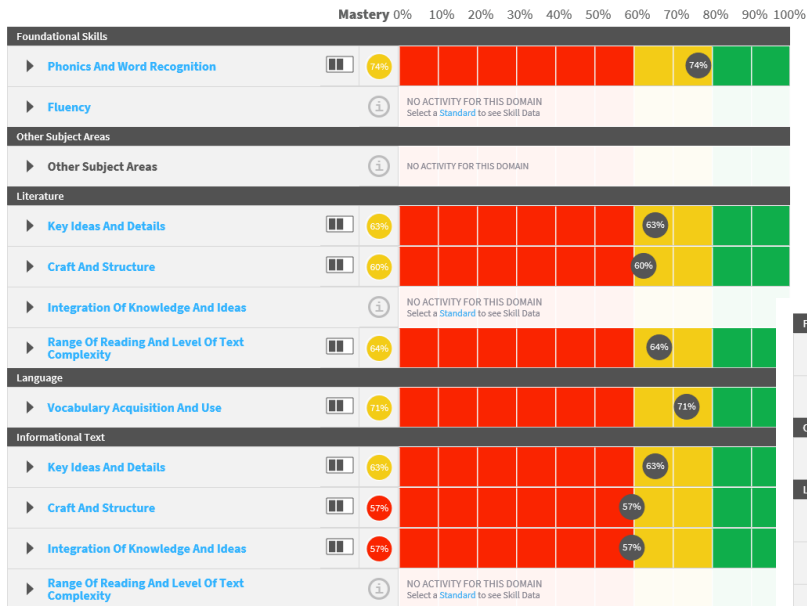 Mastery 0% 10% 20% 30% 40% 50% 60% 70% 80% 90% 100%
Foundational Skills
Phonics And Word Recognition 74% 74%
Fluency i NO ACTIVITY FOR THIS DOMAIN
Select a Standard to see Skill Data
Other Subject Areas
Other Subject Areas i NO ACTIVITY FOR THIS DOMAIN
Literature
Key Ideas And Details 63% 63%
Craft And Structure 60% 60%
Integration Of Knowledge And Ideas i NO ACTIVITY FOR THIS DOMAIN
Select a Standard to see Skill Data
Range Of Reading And Level Of Text
Complexity 64% 64%
Language
Vocabulary Acquisition And Use 71% 71%
Informational Text
Key Ideas And Details 63% 63%
Craft And Structure 57% 57%
Integration Of Knowledge And Ideas 57% 57%
Range Of Reading And Level Of Text
Complexity i NO ACTIVITY FOR THIS DOMAIN
Select a Standard to see Skill Data